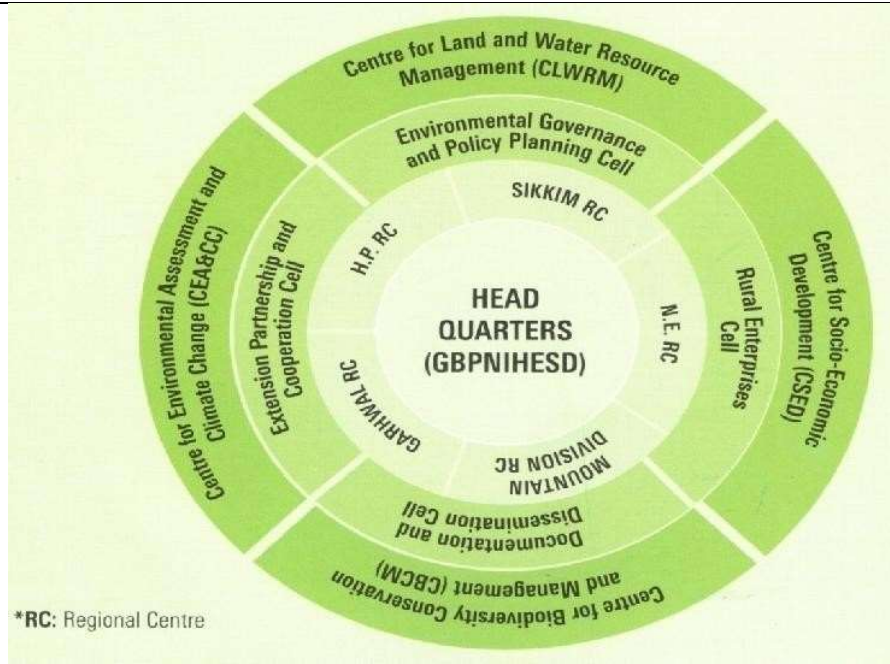 Centre for Land and Water Resource
Management (CLWRM)
Environmental Governance
and Policy Planning Cell
SIKKIM RC
H.P. RC
N.E. RC
GARHWAL RC
MOUNTAIN
DIVISION RC
HEAD
QUARTERS
(GBPNIHESD)
Centre for Environmental Assessment and
Climate Change (CEA&CC)
Extension Partnership and
Cooperation Cell
Rural Enterprises
Cell
Centre for Socio-Economic
Development (CSED)
Documentation and
Dissemination Cell
Centre for Biodiversity Conservation
and Management (CBCM)
*RC: Regional Centre